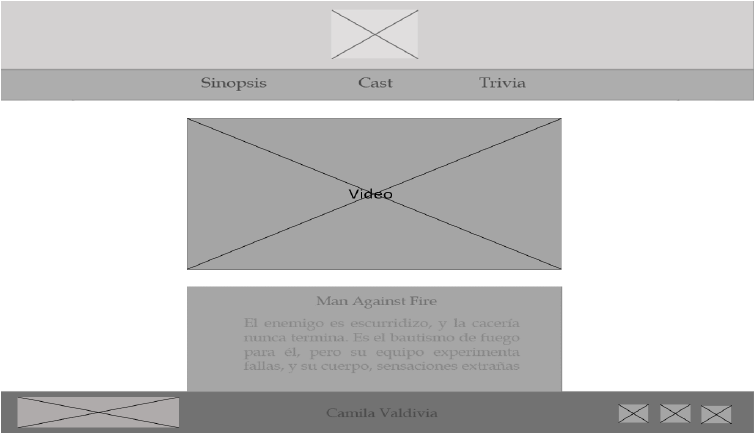 Sinopsis Cast Trivia
Video
Man Against Fire
El enemigo es escurridizo, y la cacería
nunca termina. Es el bautismo de fuego
para él, pero su equipo experimenta
fallas, y su cuerpo, sensaciones extrañas
Camila Valdivia